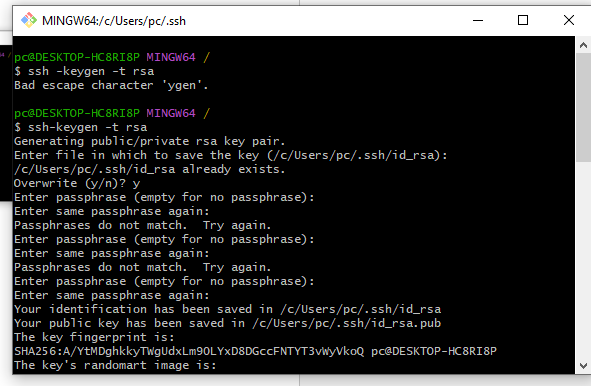 MINGW64:/c/Users/pc/.ssh
pc@DESKTOP-HC8RI8P MINGW64 /
$ ssh -keygen -t rsa
Bad escape character 'ygen'.
pc@DESKTOP-HC8RI8P MINGW64 /
$ ssh-keygen -t rsa
Generating public/private rsa key pair.
Enter file in which to save the key (/c/Users/pc/.ssh/id_rsa):
/c/Users/pc/.ssh/id_rsa already exists.
Overwrite (y/n)? y
Enter passphrase (empty for no passphrase):
Enter same passphrase again:
Passphrases do not match.  Try again.
Enter passphrase (empty for no passphrase):
Enter same passphrase again:
Passphrases do not match.  Try again.
Enter passphrase (empty for no passphrase):
Enter same passphrase again:
Your identification has been saved in /c/Users/pc/.ssh/id_rsa
Your public key has been saved in /c/Users/pc/.ssh/id_rsa.pub
The key fingerprint is:
SHA256:A/YtMDghkkyTWgUdxLm9OLYxD8DGccFNTYT3vWyVkoQ pc@DESKTOP-HC8RI8P
The key's randomart image is: